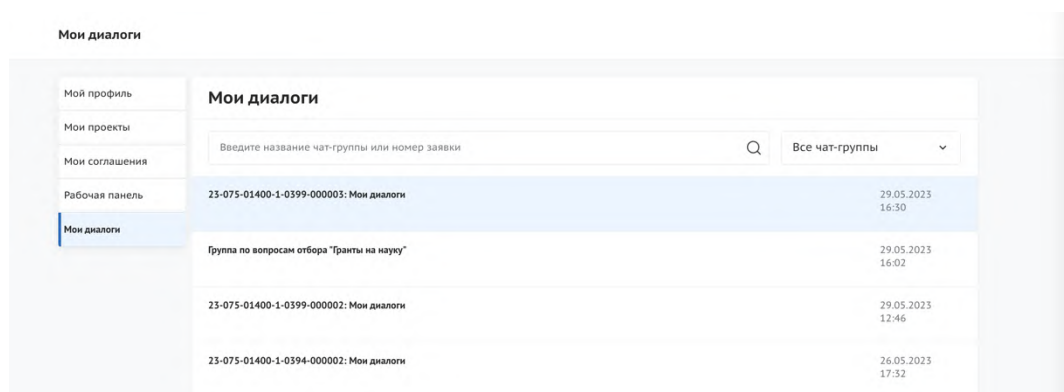 Мои диалоги
Мой профиль
Мои проекты
Мои соглашения
Рабочая панель
Мои диалоги
Мои диалоги
Введите название чат-группы или номер заявки
Все чат-группы
23-075-01400-1-0399-000003: Мои диалоги
29.05.2023
16:30
Группа по вопросам отбора "Гранты на науку"
29.05.2023
16:02
23-075-01400-1-0399-000002: Мои диалоги
29.05.2023
12:46
23-075-01400-1-0394-000002: Мои диалоги
26.05.2023
17:32